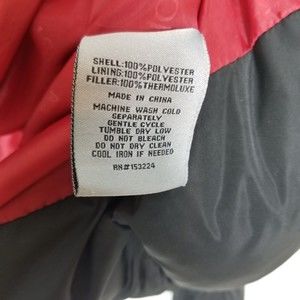 SHELL:100%POLYESTER
LINING:100%POLYESTER
FILLER:100%THERMOLUXE
MADE IN CHINA
MACHINE WASH COLD
SEPARATELY
GENTLE CYCLE
TUMBLE DRY LOW
DO NOT BLEACH
DO NOT DRY CLEAN
COOL IRON IF NEEDED
RN#153224